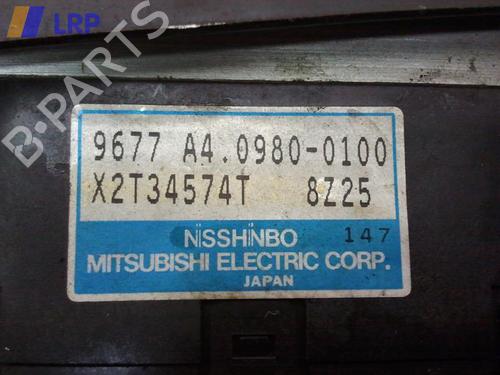 LRP
B-PARTS
9677 A4.0980-0100
X2T34574T 8Z25
NiSSHiNBO 147
MITSUBISHI ELECTRIC CORP.
JAPAN